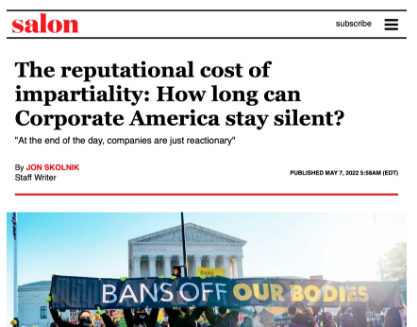 salon
subscribe
The reputational cost of
impartiality: How long can
Corporate America stay silent?
"At the end of the day, companies are just reactionary"
By JON SKOLNIK
Staff Writer
PUBLISHED MAY 7, 2022 5:58AM (EDT)
BANS
BANS OFF OUR BODIES